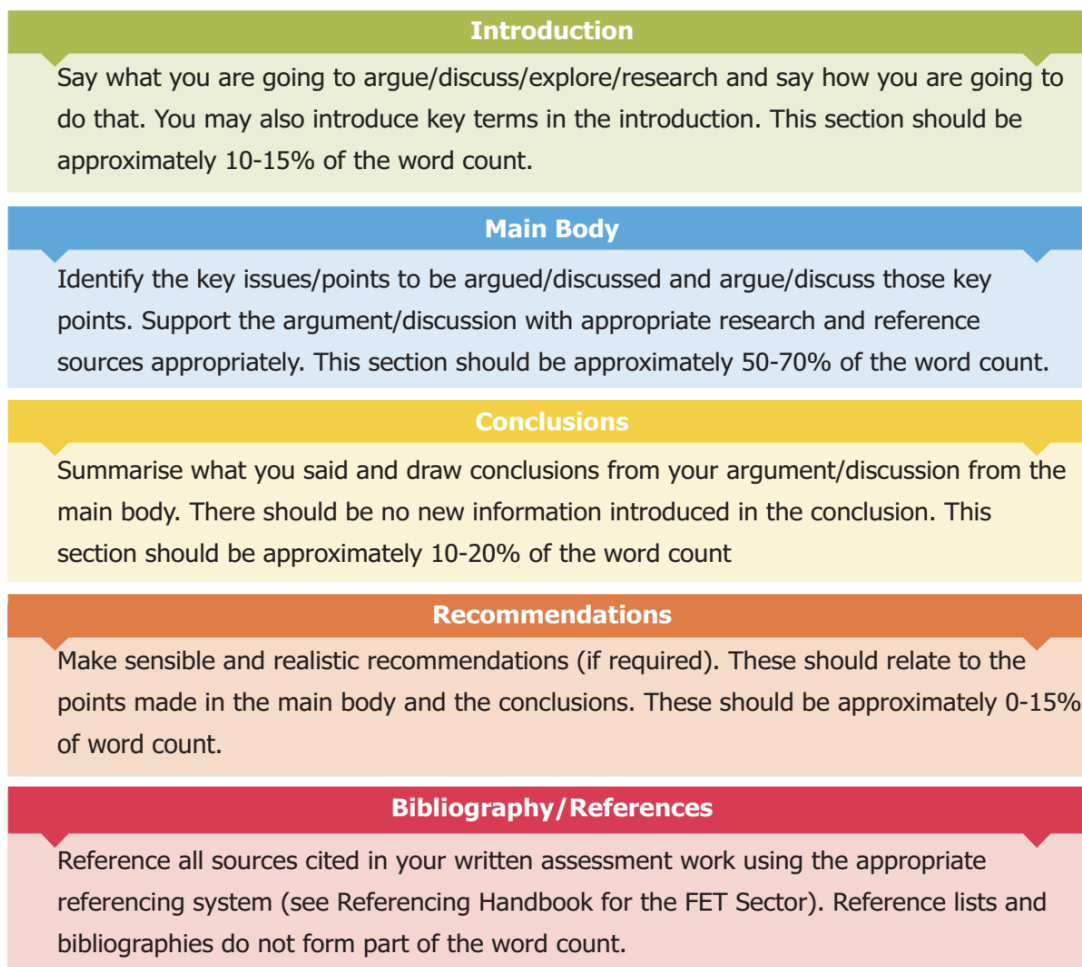 Introduction
Say what you are going to argue/discuss/explore/research and say how you are going to
do that. You may also introduce key terms in the introduction. This section should be
approximately 10-15% of the word count.
Main Body
Identify the key issues/points to be argued/discussed and argue/discuss those key
points. Support the argument/discussion with appropriate research and reference
sources appropriately. This section should be approximately 50-70% of the word count.
Conclusions
Summarise what you said and draw conclusions from your argument/discussion from the
main body. There should be no new information introduced in the conclusion. This
section should be approximately 10-20% of the word count
Recommendations
Make sensible and realistic recommendations (if required). These should relate to the
points made in the main body and the conclusions. These should be approximately 0-15%
of word count.
Bibliography/References
Reference all sources cited in your written assessment work using the appropriate
referencing system (see Referencing Handbook for the FET Sector). Reference lists and
bibliographies do not form part of the word count.